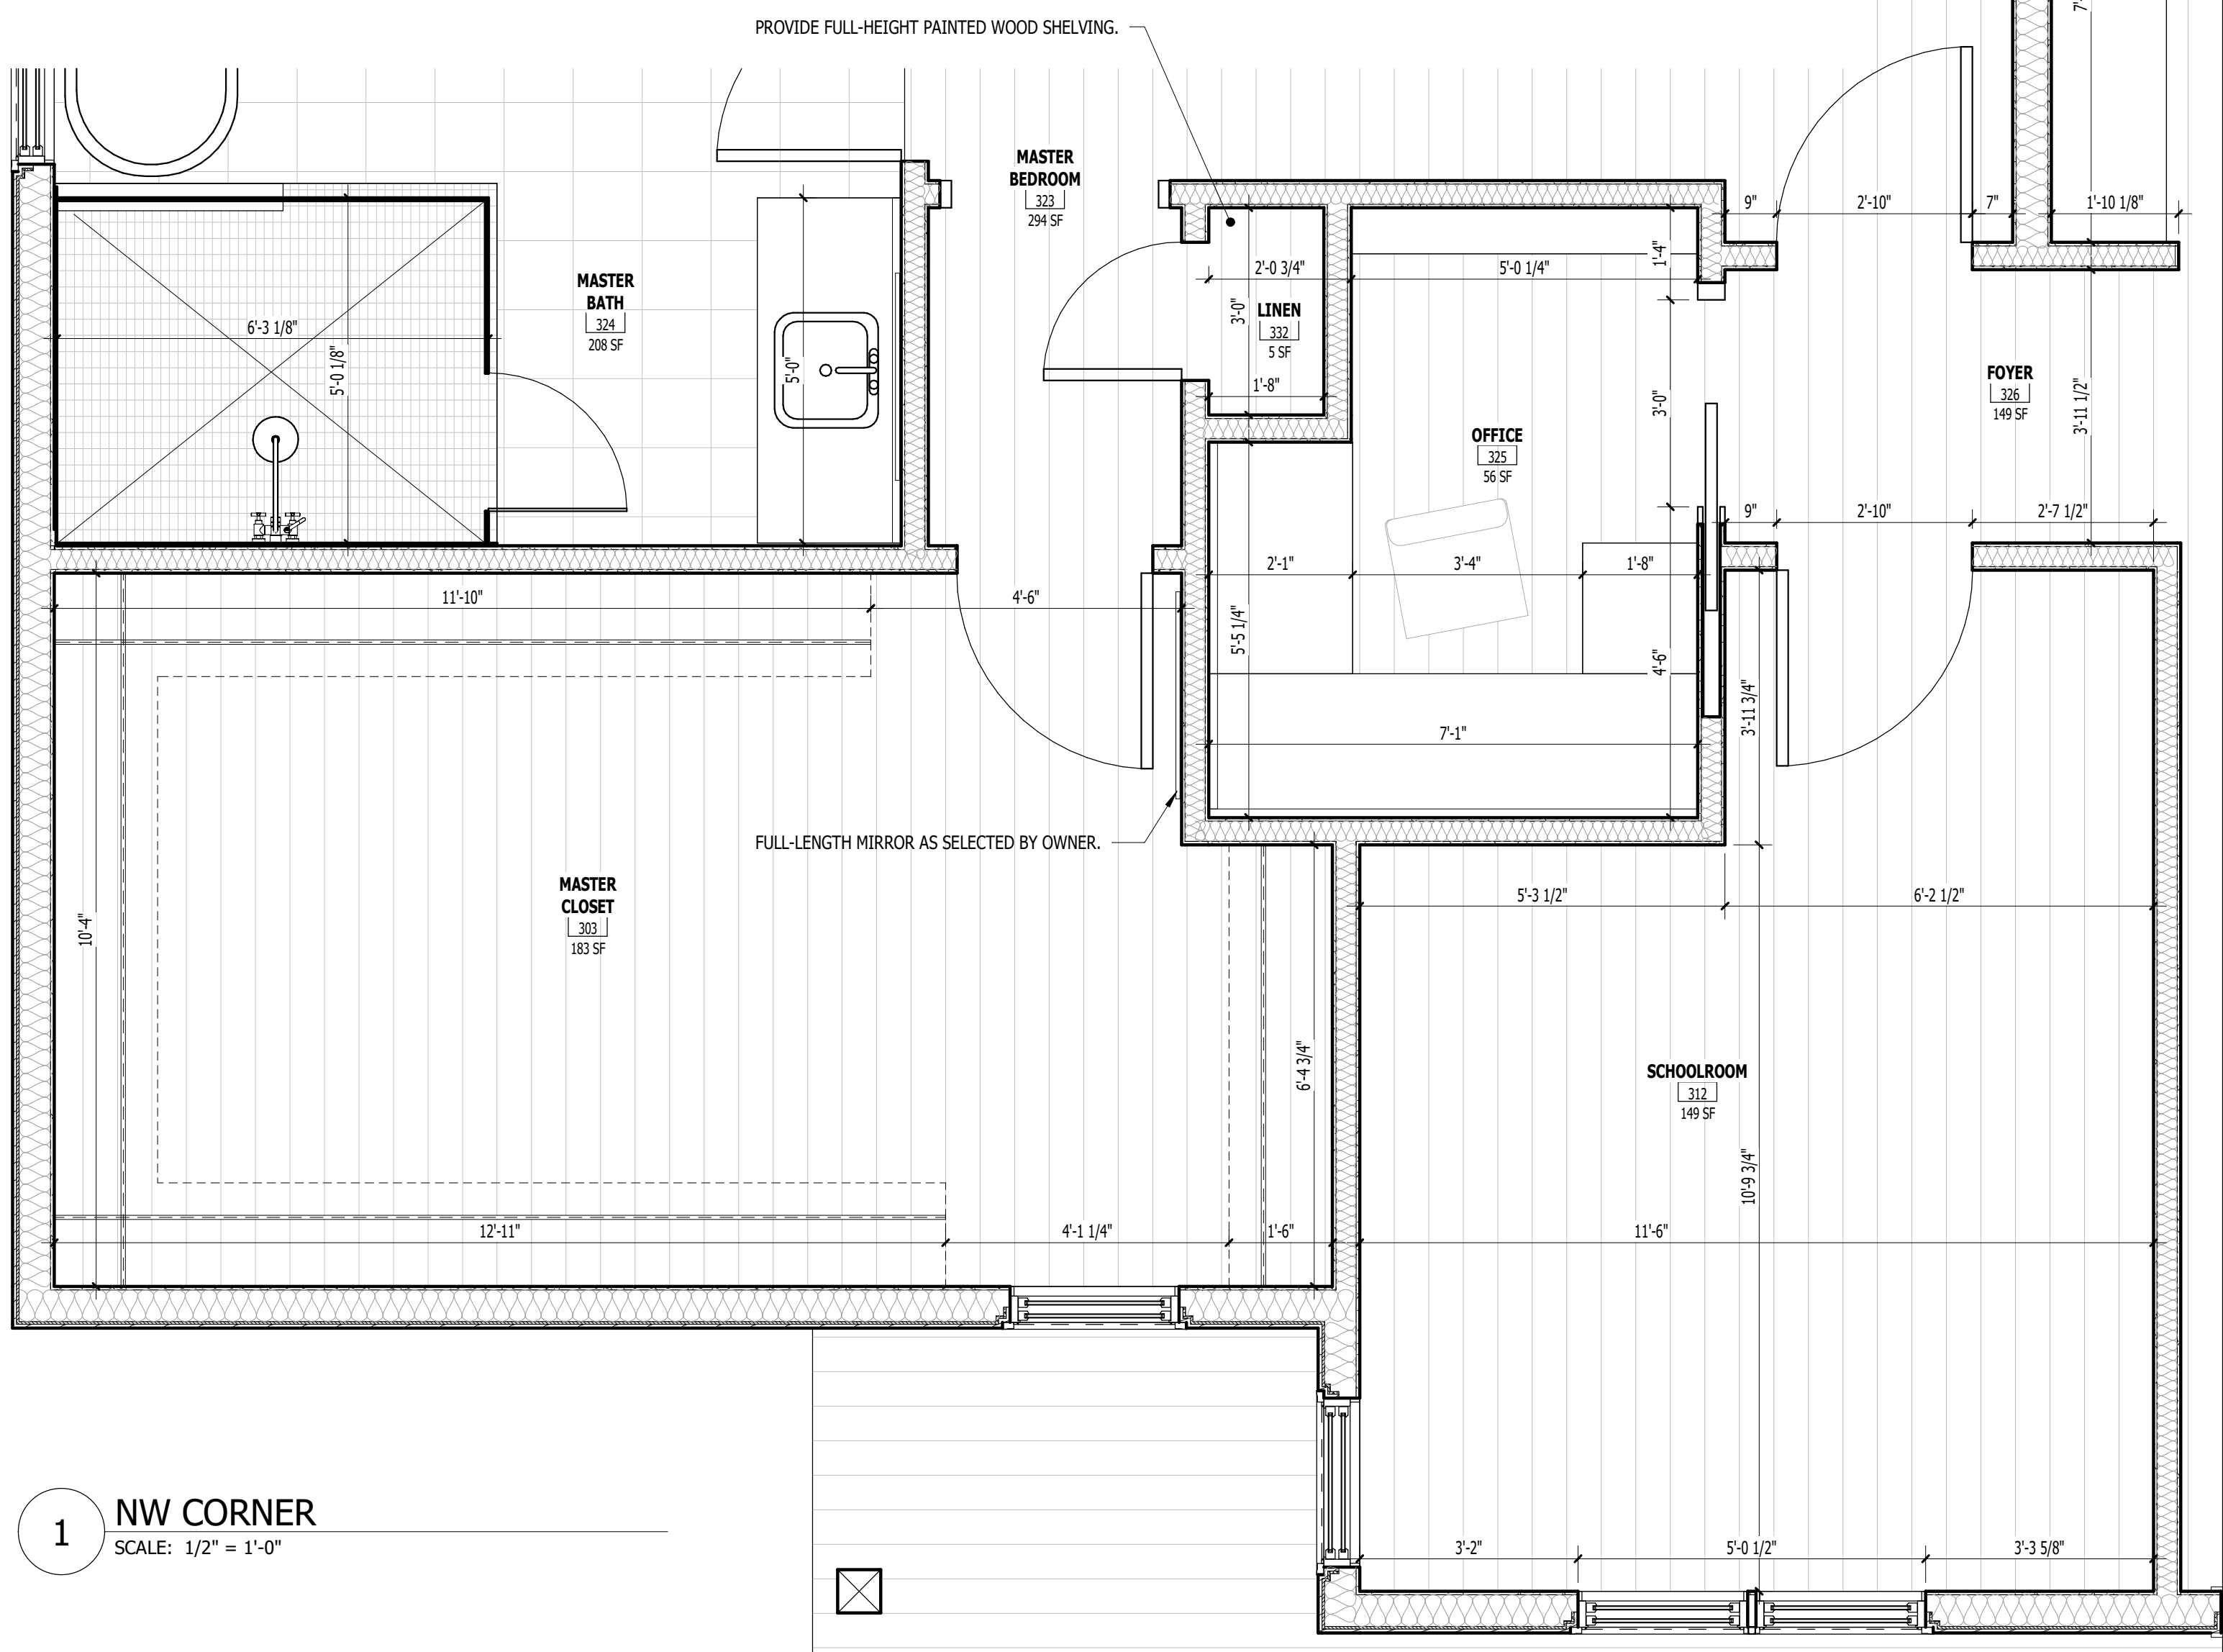 PROVIDE FULL-HEIGHT PAINTED WOOD SHELVING.
MASTER
BEDROOM
323
294 SF
9"
2'-10"
7"
1'-10 1/8"
1'-4"
2'-0 3/4"
5'-0 1/4"
MASTER
BATH
324
208 SF
3'-0"
LINEN
332
5 SF
6'-3 1/8"
5'-0 1/8"
5'-0"
1'-8"
3'-0"
FOYER
326
149 SF
3'-11 1/2"
OFFICE
325
56 SF
9"
2'-10"
2'-7 1/2"
2'-1"
3'-4"
1'-8"
11'-10"
4'-6"
5'-5 1/4"
4'-6"
3'-11 3/4"
7'-1"
FULL-LENGTH MIRROR AS SELECTED BY OWNER.
MASTER
CLOSET
303
183 SF
10'-4"
5'-3 1/2"
6'-2 1/2"
6'-4 3/4"
SCHOOLROOM
312
149 SF
10'-9 3/4"
12'-11"
4'-1 1/4"
1'-6"
11'-6"
1
NW CORNER
SCALE: 1/2" = 1'-0"
3'-2"
5'-0 1/2"
3'-3 5/8"